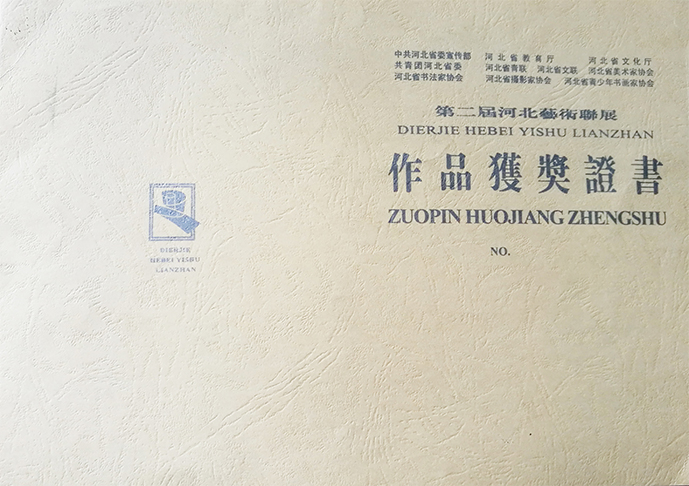 中共河北省委宣传部 河北省教育厅 河北省文化厅
共青团河北省委 河北省青联 河北省文联 河北省美术家协会
河北省书法家协会 河北省摄影家协会 河北省青少年书画家协会
第二屆河北藝術聯展
DIERJIE HEBEI YISHU LIANZHAN
作品獲獎證書
ZUOPIN HUOJIANG ZHENGSHU
NO.
DIERJIE
HEBEI YISHU
LIANZHAN